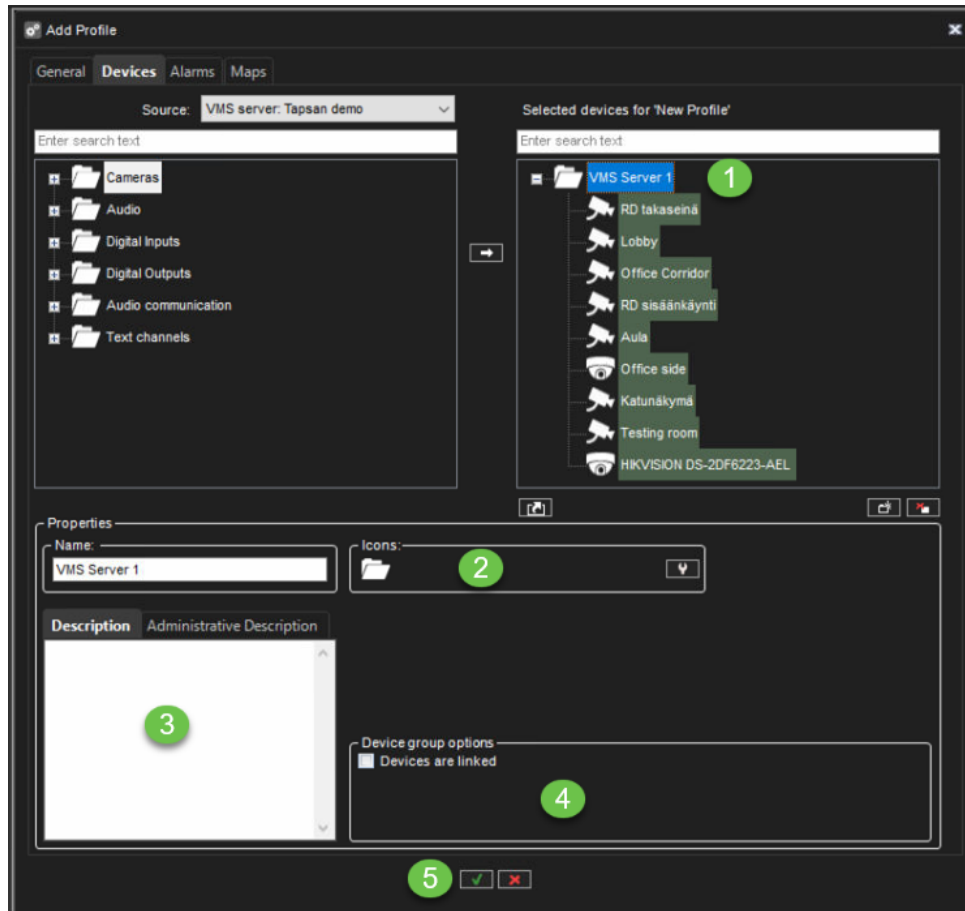 Add Profile
General Devices Alarms Maps
Source: VMS server: Tapsan demo
Selected devices for 'New Profile'
Enter search text
Enter search text
Cameras
Audio
Digital Inputs
Digital Outputs
Audio communication
Text channels
VMS Server 1
1
RD takaseinä
Lobby
Office Corridor
RD sisäänkäynti
Aula
Office side
Katunäkymä
Testing room
HIKVISION DS-2DF6223-AEL
Properties
Name:
VMS Server 1
Icons:
2
Description Administrative Description
3
Device group options
Devices are linked
4
5